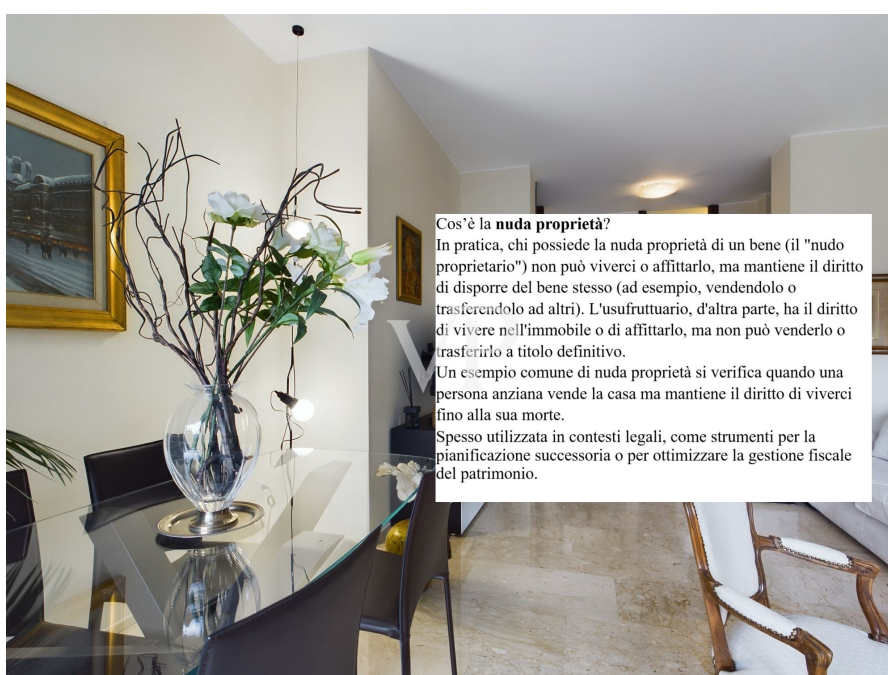 Cos'è la nuda proprietà?
In pratica, chi possiede la nuda proprietà di un bene (il "nudo
proprietario") non può viverci o affittarlo, ma mantiene il diritto
di disporre del bene stesso (ad esempio, vendendolo o
trasferendolo ad altri). L'usufruttuario, d'altra parte, ha il diritto
di vivere nell'immobile o di affittarlo, ma non può venderlo o
trasferirlo a titolo definitivo.
Un esempio comune di nuda proprietà si verifica quando una
persona anziana vende la casa ma mantiene il diritto di viverci
fino alla sua morte.
Spesso utilizzata in contesti legali, come strumenti per la
pianificazione successoria o per ottimizzare la gestione fiscale
del patrimonio.